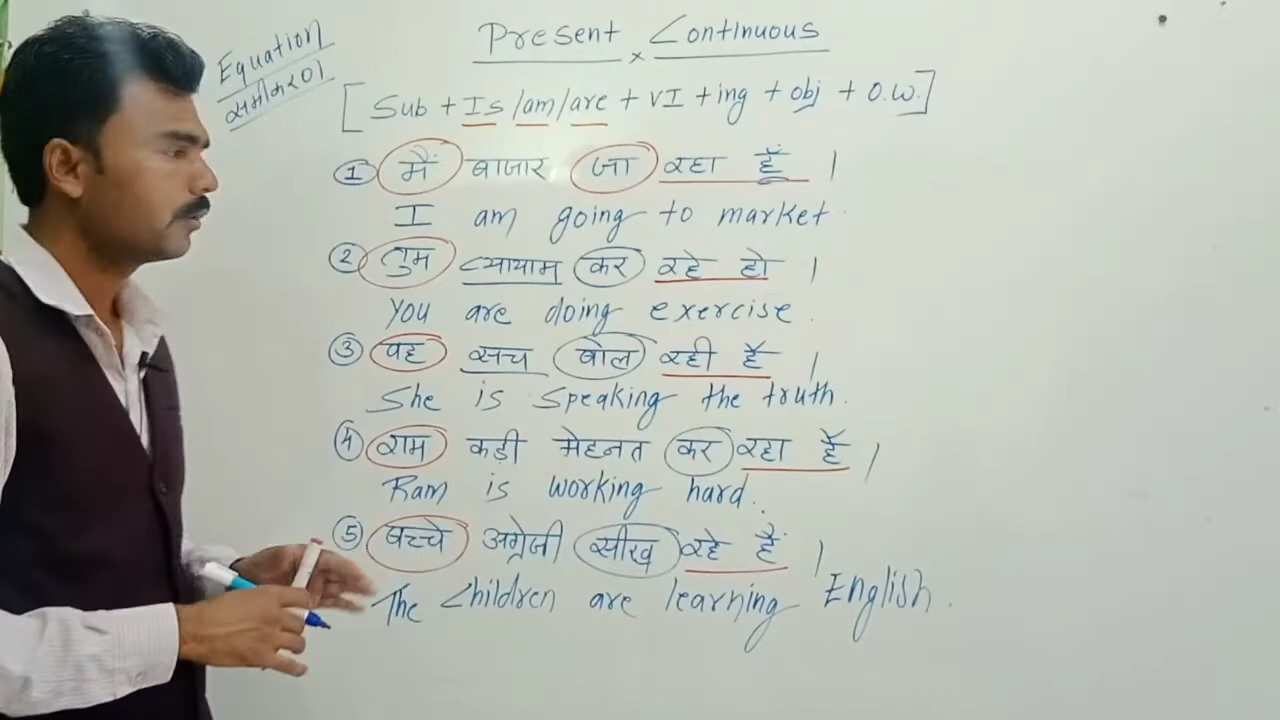 Equation
समीकरण
Present Continuous
[Sub + Is/am/are + VI + ing + obj + O.W.]
① मैं बाजार जा रहा हूँ।
I am going to market.
② तुम व्यायाम कर रहे हो।
You are doing exercise.
③ वह सच बोल रही है।
She is speaking the truth.
④ राम कड़ी मेहनत कर रहा है।
Ram is working hard.
⑤ बच्चे अंग्रेजी सीख रहे हैं।
The Children are learning English.